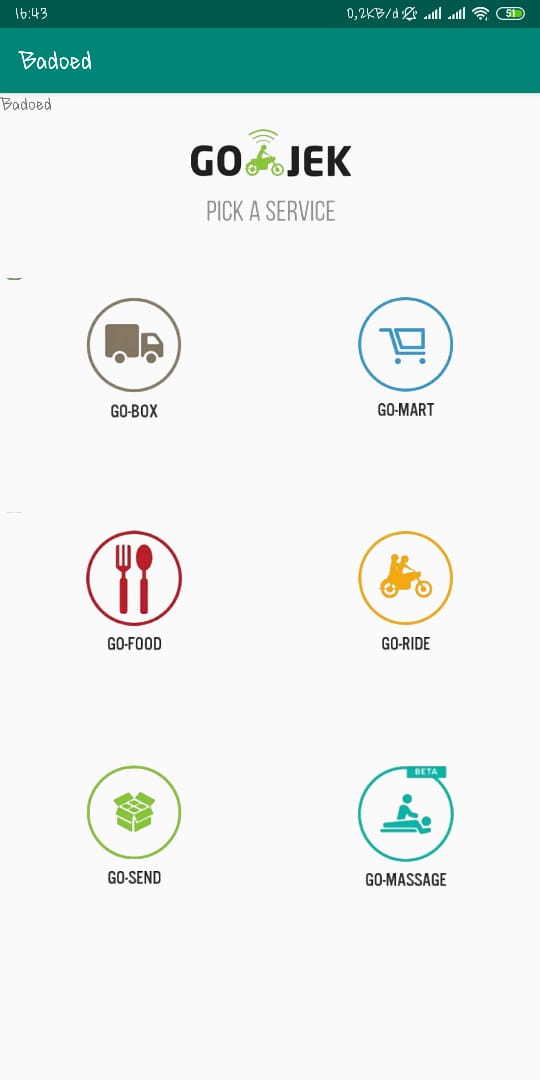 16:43 0,2KB/d 51
Badoed
Badoed
GO JEK
PICK A SERVICE
GO-BOX GO-MART
GO-FOOD GO-RIDE
BETA
GO-SEND GO-MASSAGE